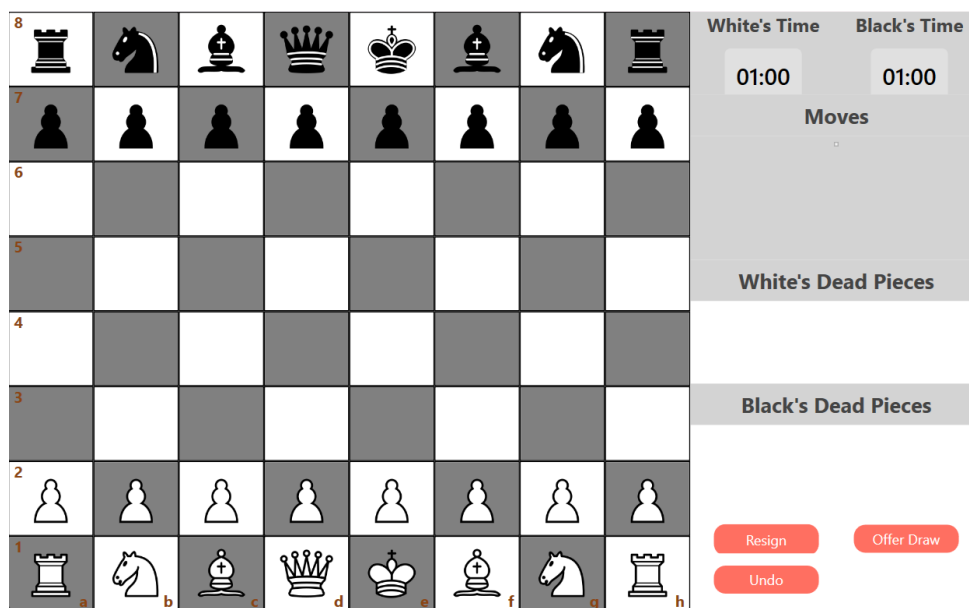 8
7
6
5
4
3
2
1
a b c d e f g h
White's Time Black's Time
01:00 01:00
Moves
White's Dead Pieces
Black's Dead Pieces
Resign Offer Draw
Undo